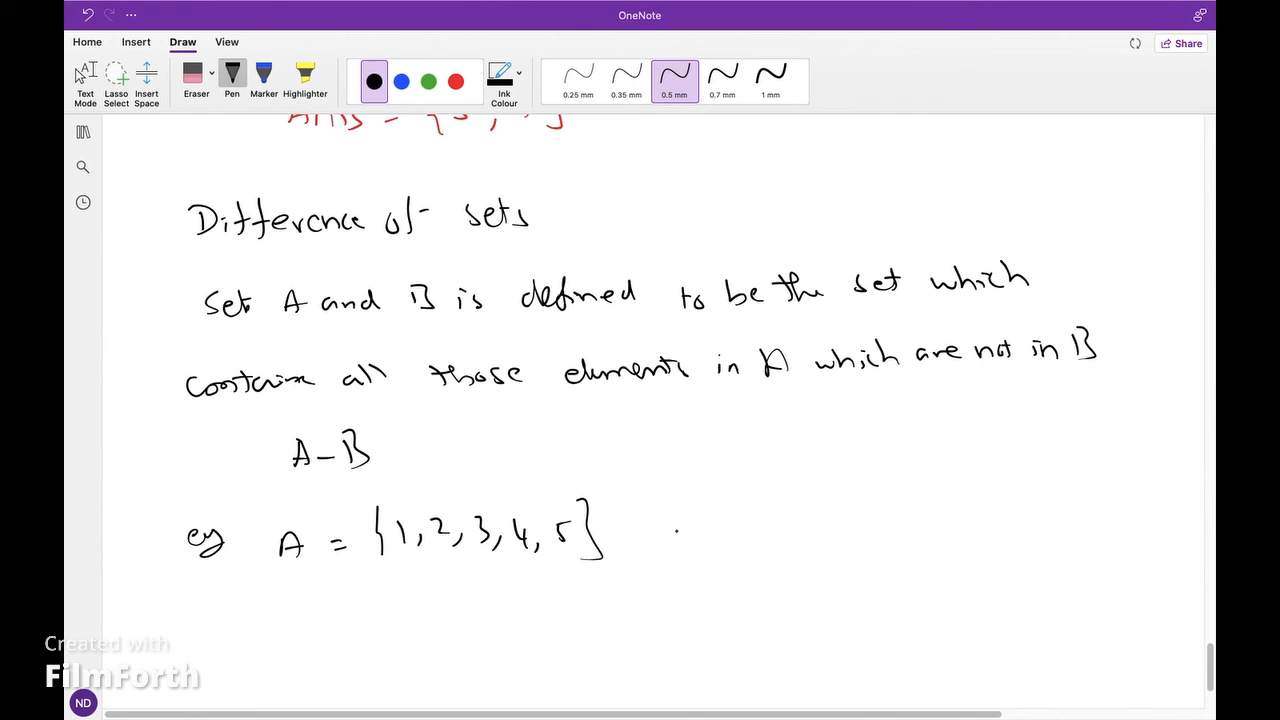 OneNote
Home Insert Draw View Share
Text Mode Lasso Select Insert Space Eraser Pen Marker Highlighter Ink Colour 0.25 mm 0.35 mm 0.5 mm 0.7 mm 1 mm
Difference of sets
Set A and B is defined to be the set which
contains all those elements in A which are not in B
A-B
eg A = {1,2,3,4,5}
Created with
FilmForth
ND